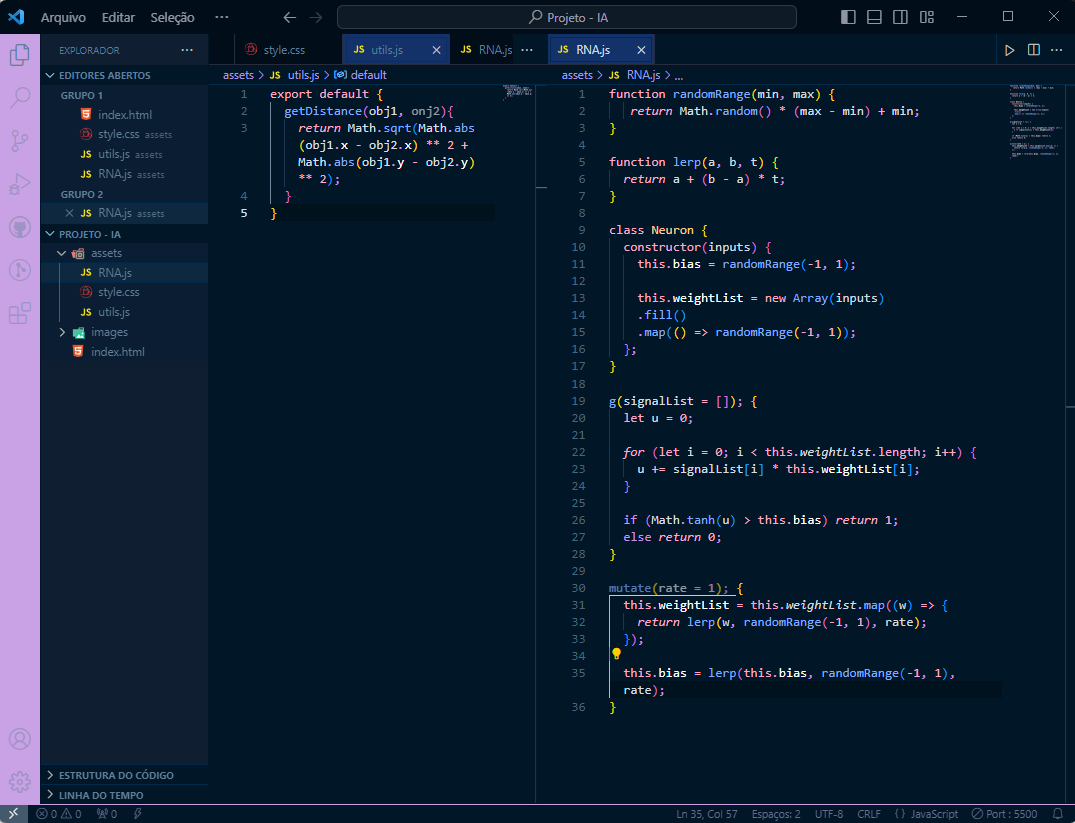 Arquivo Editar Seleção ···
Projeto - IA
EXPLORADOR ···
EDITORES ABERTOS
GRUPO 1
index.html
style.css assets
JS utils.js assets
JS RNA.js assets
GRUPO 2
JS RNA.js assets
PROJETO - IA
assets
JS RNA.js
style.css
JS utils.js
images
index.html
ESTRUTURA DO CÓDIGO
LINHA DO TEMPO
style.css JS utils.js JS RNA.js ···
assets > JS utils.js > default
1 export default {
2 getDistance(obj1, onj2){
3 return Math.sqrt(Math.abs
(obj1.x - obj2.x) ** 2 +
Math.abs(obj1.y - obj2.y)
** 2);
4 }
5 }
JS RNA.js ···
assets > JS RNA.js > ...
1 function randomRange(min, max) {
2 return Math.random() * (max - min) + min;
3 }
4
5 function lerp(a, b, t) {
6 return a + (b - a) * t;
7 }
8
9 class Neuron {
10 constructor(inputs) {
11 this.bias = randomRange(-1, 1);
12
13 this.weightList = new Array(inputs)
14 .fill()
15 .map(() => randomRange(-1, 1));
16 };
17 }
18
19 g(signalList = []); {
20 let u = 0;
21
22 for (let i = 0; i < this.weightList.length; i++) {
23 u += signalList[i] * this.weightList[i];
24 }
25
26 if (Math.tanh(u) > this.bias) return 1;
27 else return 0;
28 }
29
30 mutate(rate = 1); {
31 this.weightList = this.weightList.map((w) => {
32 return lerp(w, randomRange(-1, 1), rate);
33 });
34
35 this.bias = lerp(this.bias, randomRange(-1, 1),
rate);
36 }
0 0 0 Ln 35, Col 57 Espaços: 2 UTF-8 CRLF {} JavaScript Port : 5500